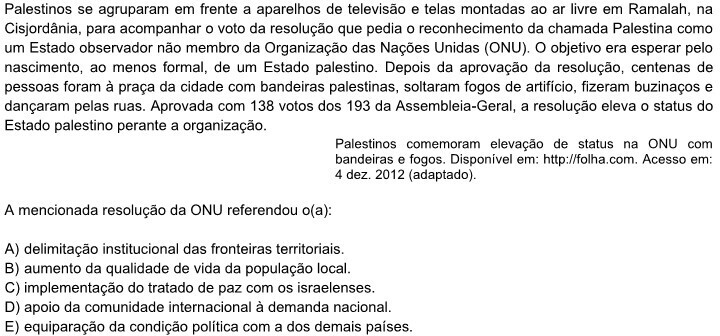 Palestinos se agruparam em frente a aparelhos de televisão e telas montadas ao ar livre em Ramalah, na
Cisjordânia, para acompanhar o voto da resolução que pedia o reconhecimento da chamada Palestina como
um Estado observador não membro da Organização das Nações Unidas (ONU). O objetivo era esperar pelo
nascimento, ao menos formal, de um Estado palestino. Depois da aprovação da resolução, centenas de
pessoas foram à praça da cidade com bandeiras palestinas, soltaram fogos de artifício, fizeram buzinaços e
dançaram pelas ruas. Aprovada com 138 votos dos 193 da Assembleia-Geral, a resolução eleva o status do
Estado palestino perante a organização.
Palestinos comemoram elevação de status na ONU com
bandeiras e fogos. Disponível em: http://folha.com. Acesso em:
4 dez. 2012 (adaptado).
A mencionada resolução da ONU referendou o(a):
A) delimitação institucional das fronteiras territoriais.
B) aumento da qualidade de vida da população local.
C) implementação do tratado de paz com os israelenses.
D) apoio da comunidade internacional à demanda nacional.
E) equiparação da condição política com a dos demais países.